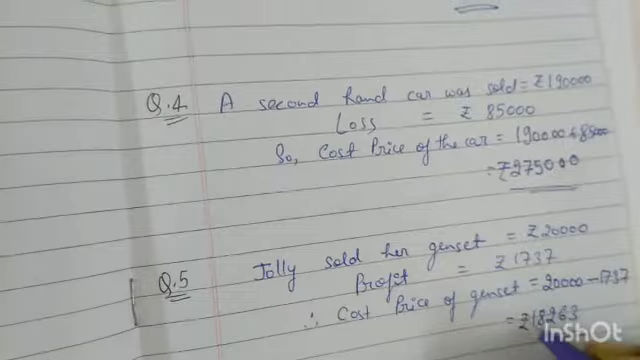 Q.4 A second hand car was sold = ₹190000
Loss = ₹ 85000
So, Cost Price of the car = 190000+85000
= ₹275000
Q.5 Jolly sold her genset = ₹20000
Profit = ₹1737
∴ Cost Price of genset = 20000-1737
= ₹18263
InShOt